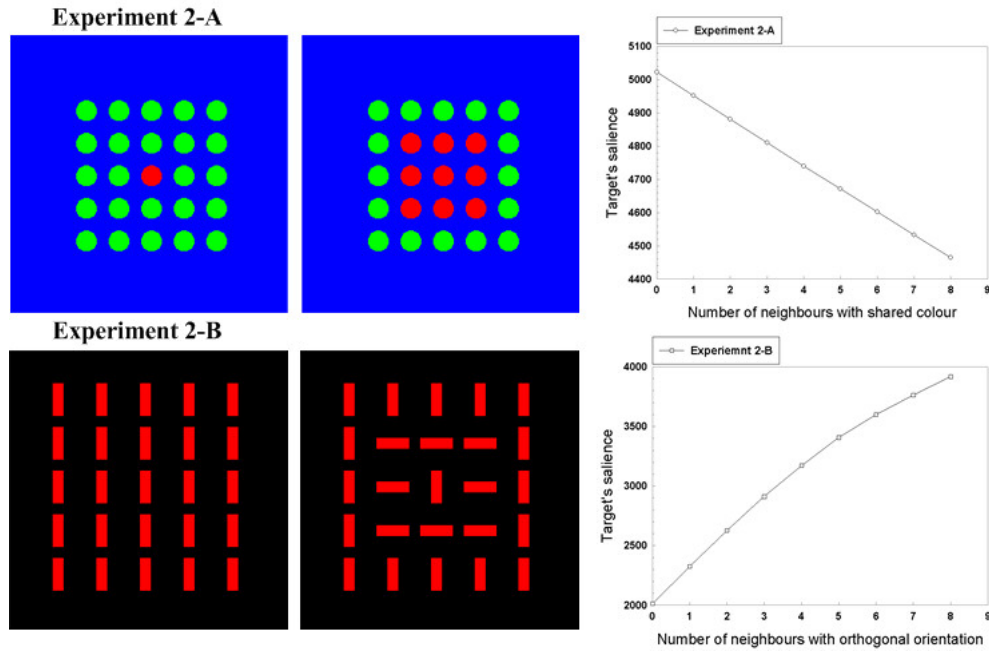 Experiment 2-A
Experiment 2-A
5100
5000
4900
4800
4700
4600
4500
4400
Target's salience
0 1 2 3 4 5 6 7 8 9
Number of neighbours with shared colour
Experiment 2-B
Experiemnt 2-B
4000
3500
3000
2500
2000
Target's salience
0 1 2 3 4 5 6 7 8 9
Number of neighbours with orthogonal orientation